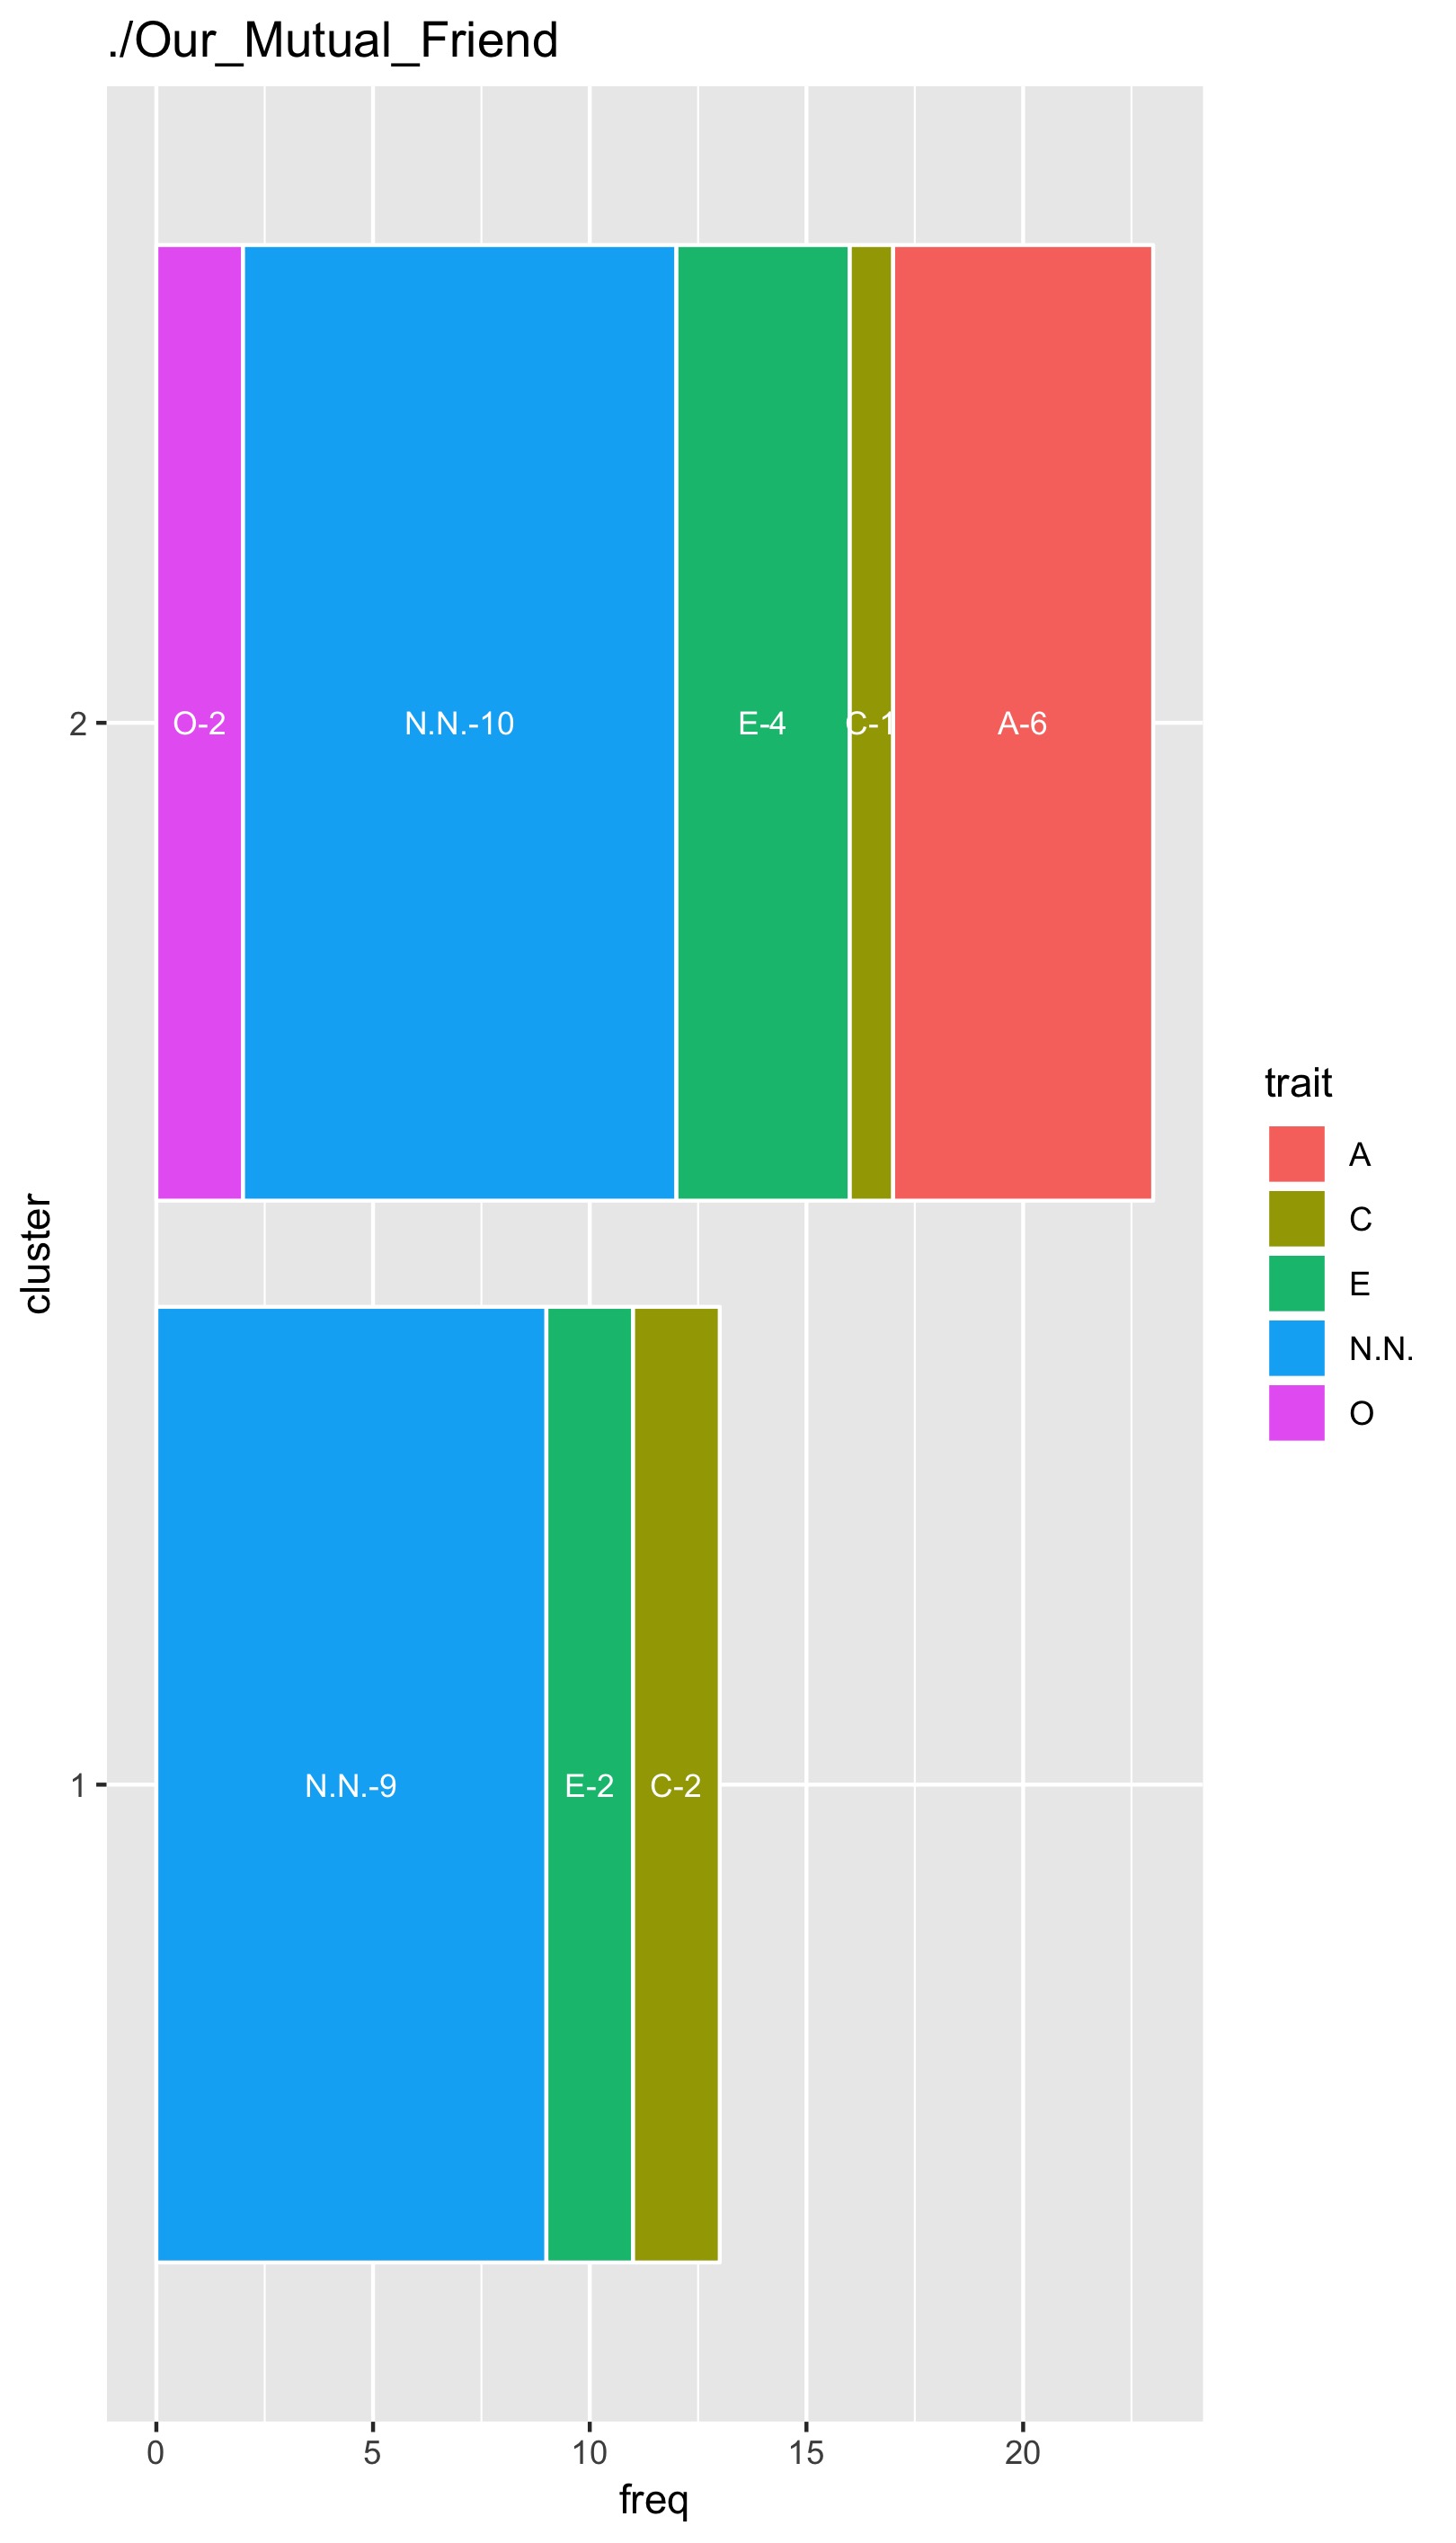 ./Our_Mutual_Friend
cluster
2
O-2 N.N.-10 E-4 C-1 A-6
1
N.N.-9 E-2 C-2
0 5 10 15 20
freq
trait
A
C
E
N.N.
O